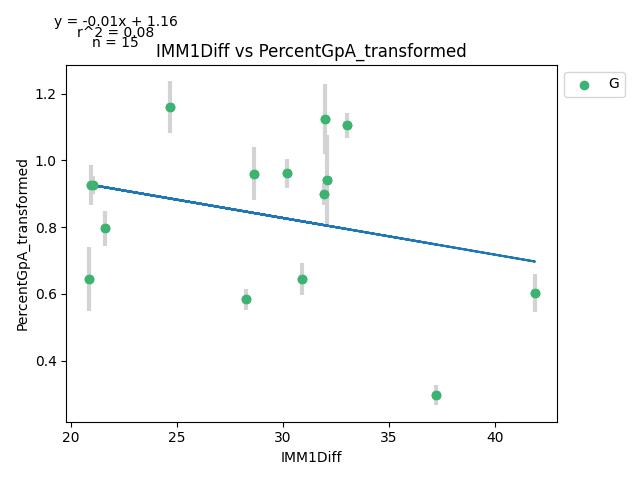 y = -0.01x + 1.16
r^2 = 0.08
n = 15
IMM1Diff vs PercentGpA_transformed
G
1.2
1.0
0.8
0.6
0.4
PercentGpA_transformed
20 25 30 35 40
IMM1Diff